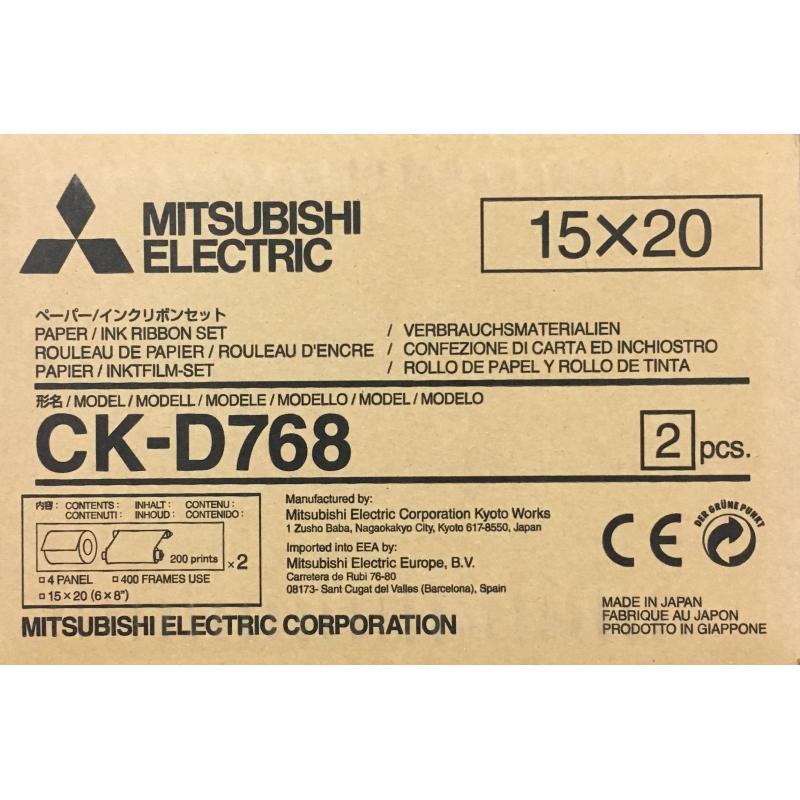 MITSUBISHI
ELECTRIC
15×20
ペーパー/インクリボンセット
PAPER / INK RIBBON SET / VERBRAUCHSMATERIALIEN
ROULEAU DE PAPIER / ROULEAU D'ENCRE / CONFEZIONE DI CARTA ED INCHIOSTRO
PAPIER / INKTFILM-SET / ROLLO DE PAPEL Y ROLLO DE TINTA
形名 / MODEL / MODELL / MODELE / MODELLO / MODEL / MODELO
CK-D768
2 pcs.
内容: CONTENTS: INHALT: CONTENU:
CONTENUTI: INHOUD: CONTENIDO:
200 prints ×2
4 PANEL 400 FRAMES USE
15×20 (6×8")
Manufactured by:
Mitsubishi Electric Corporation Kyoto Works
1 Zusho Baba, Nagaokakyo City, Kyoto 617-8550, Japan
Imported into EEA by:
Mitsubishi Electric Europe, B.V.
Carretera de Rubi 76-80
08173- Sant Cugat del Valles (Barcelona), Spain
CE
DER GRÜNE PUNKT
MITSUBISHI ELECTRIC CORPORATION
MADE IN JAPAN
FABRIQUE AU JAPON
PRODOTTO IN GIAPPONE